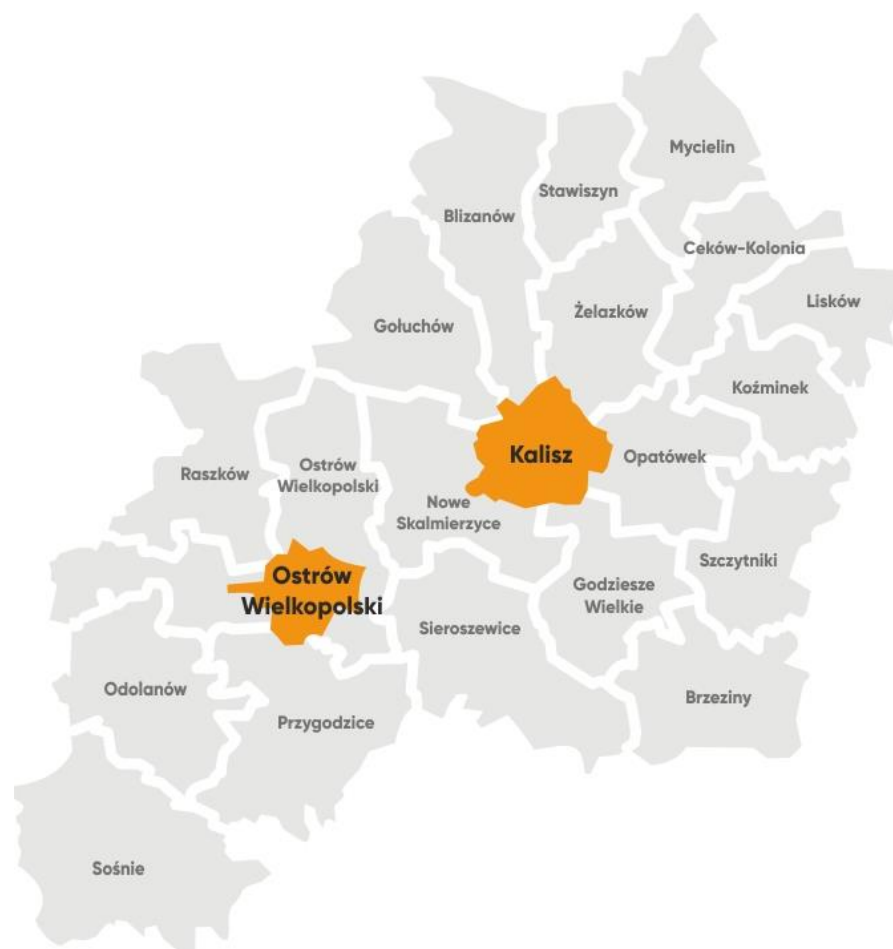 Mycielin
Stawiszyn
Blizanów
Ceków-Kolonia
Lisków
Żelazków
Gołuchów
Koźminek
Kalisz
Opatówek
Ostrów
Wielkopolski
Raszków
Nowe
Skalmierzyce
Szczytniki
Ostrów
Wielkopolski
Godziesze
Wielkie
Sieroszewice
Odolanów
Brzeziny
Przygodzice
Sośnie